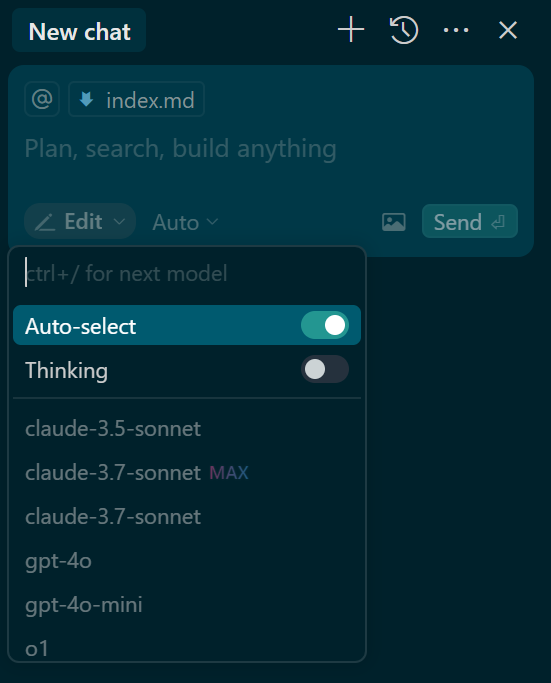 New chat
@ index.md
Plan, search, build anything
Edit Auto Send
ctrl+/ for next model
Auto-select
Thinking
claude-3.5-sonnet
claude-3.7-sonnet MAX
claude-3.7-sonnet
gpt-4o
gpt-4o-mini
o1